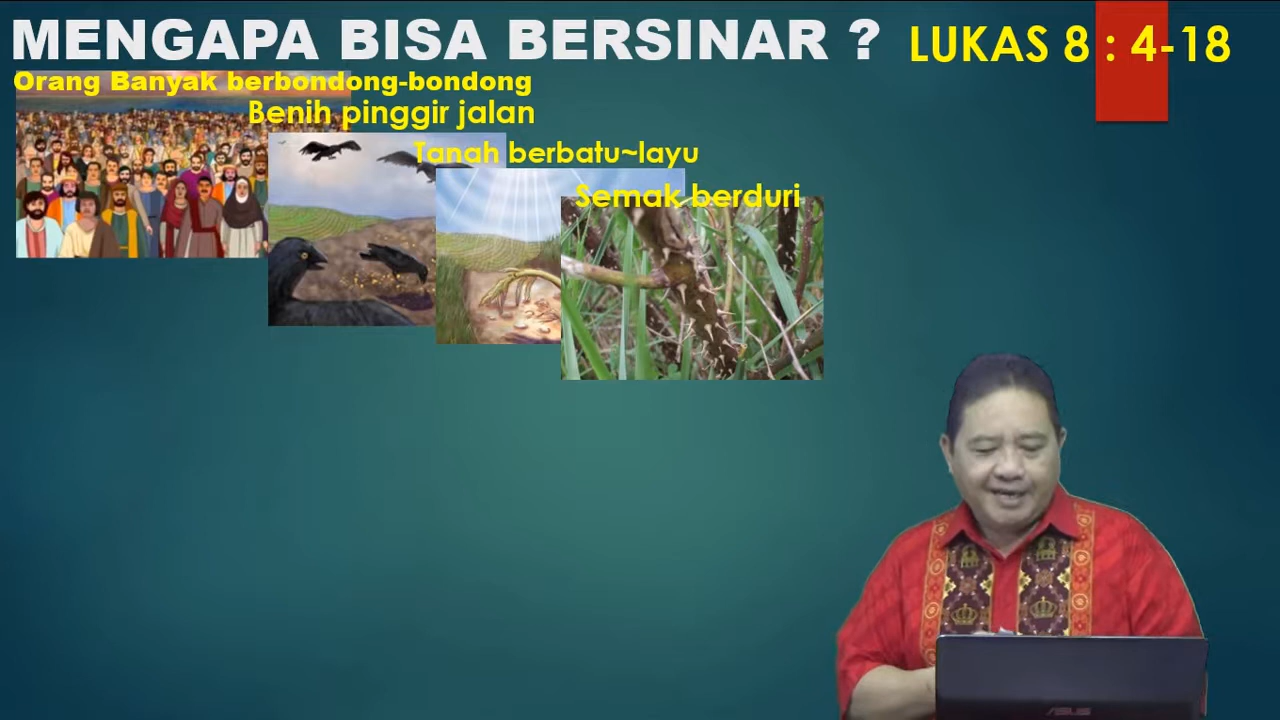 MENGAPA BISA BERSINAR ? LUKAS 8 : 4-18
Orang Banyak berbondong-bondong
Benih pinggir jalan
Tanah berbatu~layu
Semak berduri
ASUS